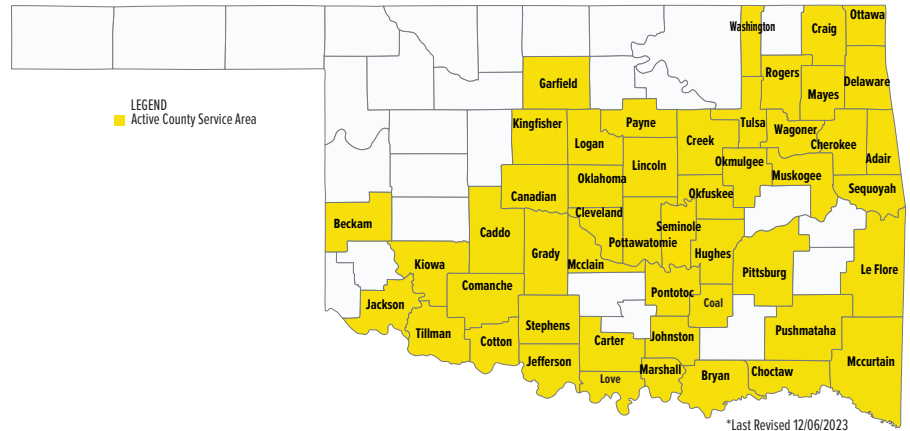 Ottawa
Washington
Craig
Rogers
Delaware
Garfield
Mayes
LEGEND
Active County Service Area
Kingfisher
Payne
Tulsa
Wagoner
Logan
Creek
Cherokee
Adair
Lincoln
Okmulgee
Oklahoma
Muskogee
Sequoyah
Canadian
Okfuskee
Beckam
Cleveland
Seminole
Caddo
Pottawatomie
Grady
Hughes
Mcclain
Kiowa
Pittsburg
Le Flore
Comanche
Pontotoc
Coal
Jackson
Stephens
Tillman
Pushmataha
Cotton
Carter
Johnston
Jefferson
Mccurtain
Love
Marshall
Bryan
Choctaw
*Last Revised 12/06/2023